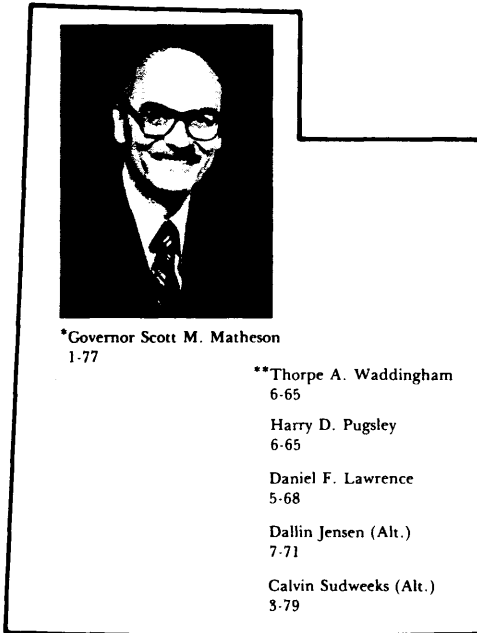 *Governor Scott M. Matheson
1-77
**Thorpe A. Waddingham
6-65
Harry D. Pugsley
6-65
Daniel F. Lawrence
5-68
Dallin Jensen (Alt.)
7-71
Calvin Sudweeks (Alt.)
3-79